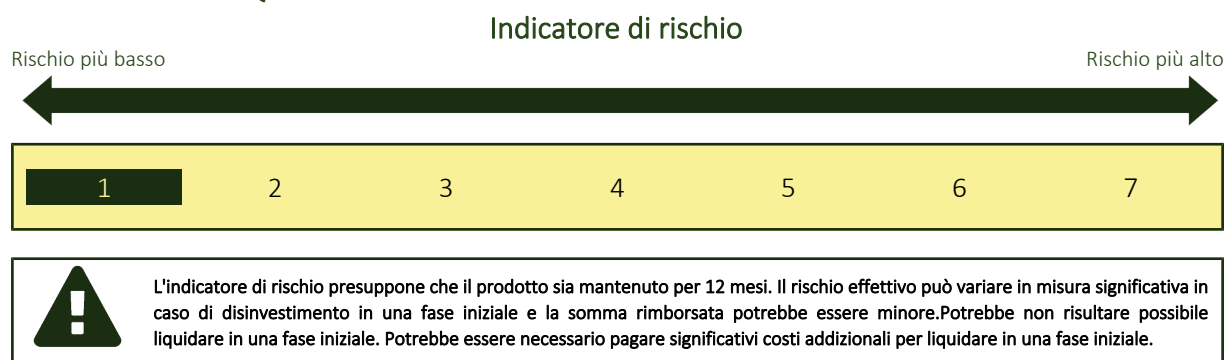 Indicatore di rischio
Rischio più basso Rischio più alto
1 2 3 4 5 6 7
L'indicatore di rischio presuppone che il prodotto sia mantenuto per 12 mesi. Il rischio effettivo può variare in misura significativa in
caso di disinvestimento in una fase iniziale e la somma rimborsata potrebbe essere minore.Potrebbe non risultare possibile
liquidare in una fase iniziale. Potrebbe essere necessario pagare significativi costi addizionali per liquidare in una fase iniziale.